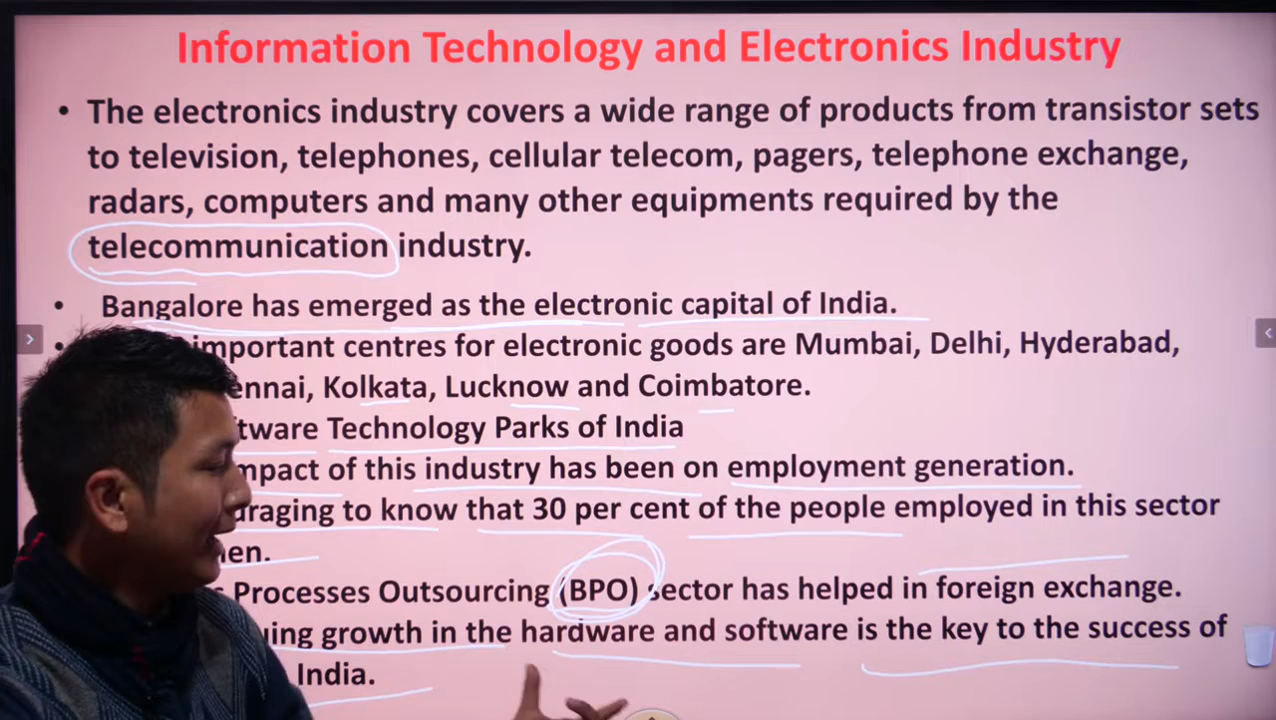 Information Technology and Electronics Industry
• The electronics industry covers a wide range of products from transistor sets
to television, telephones, cellular telecom, pagers, telephone exchange,
radars, computers and many other equipments required by the
telecommunication industry.
• Bangalore has emerged as the electronic capital of India.
important centres for electronic goods are Mumbai, Delhi, Hyderabad,
Kolkata, Lucknow and Coimbatore.
Technology Parks of India
of this industry has been on employment generation.
to know that 30 per cent of the people employed in this sector
Processes Outsourcing (BPO) sector has helped in foreign exchange.
growth in the hardware and software is the key to the success of
India.